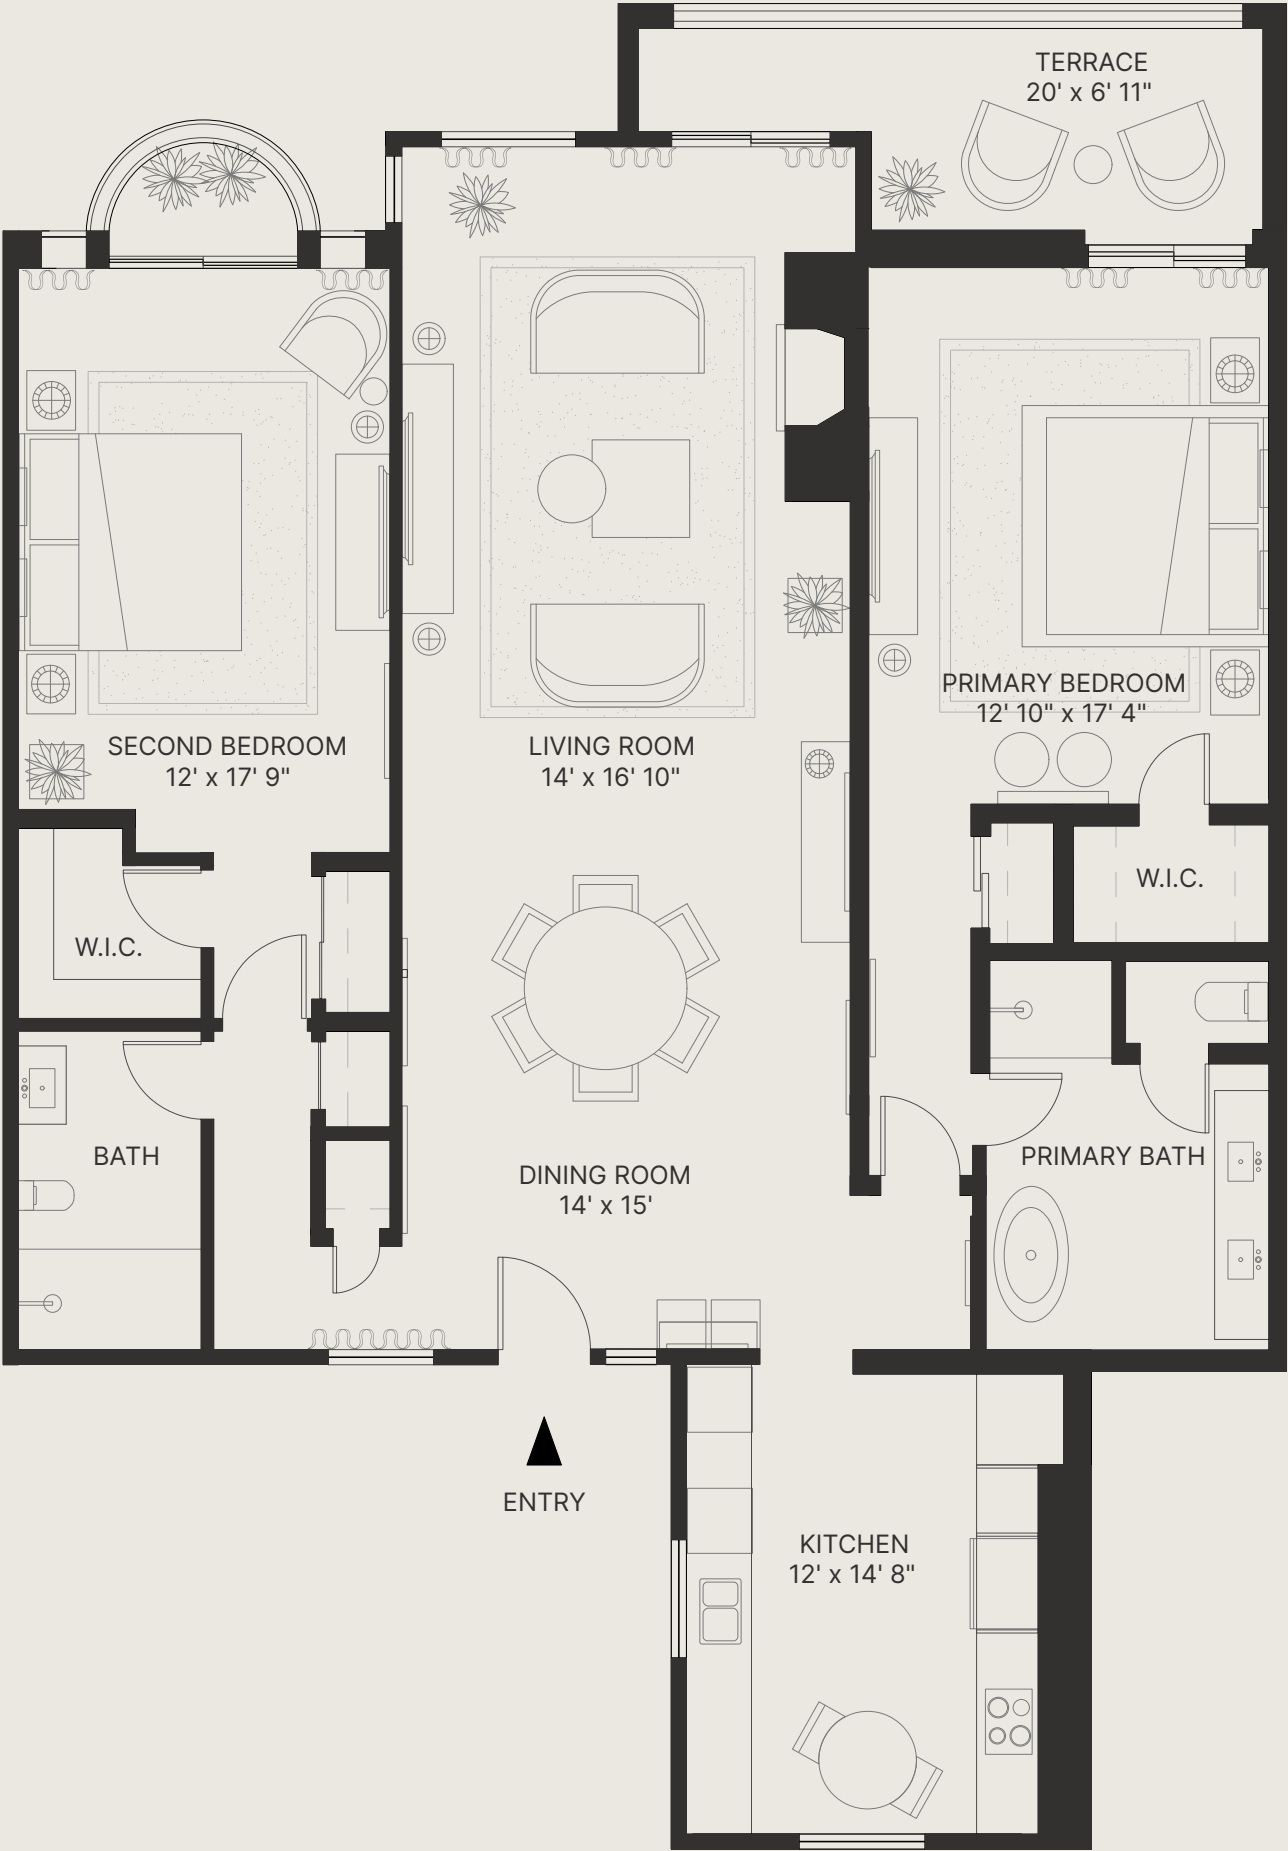 TERRACE
20' x 6' 11"
PRIMARY BEDROOM
12' 10" x 17' 4"
SECOND BEDROOM
12' x 17' 9"
LIVING ROOM
14' x 16' 10"
W.I.C.
W.I.C.
BATH
PRIMARY BATH
DINING ROOM
14' x 15'
ENTRY
KITCHEN
12' x 14' 8"